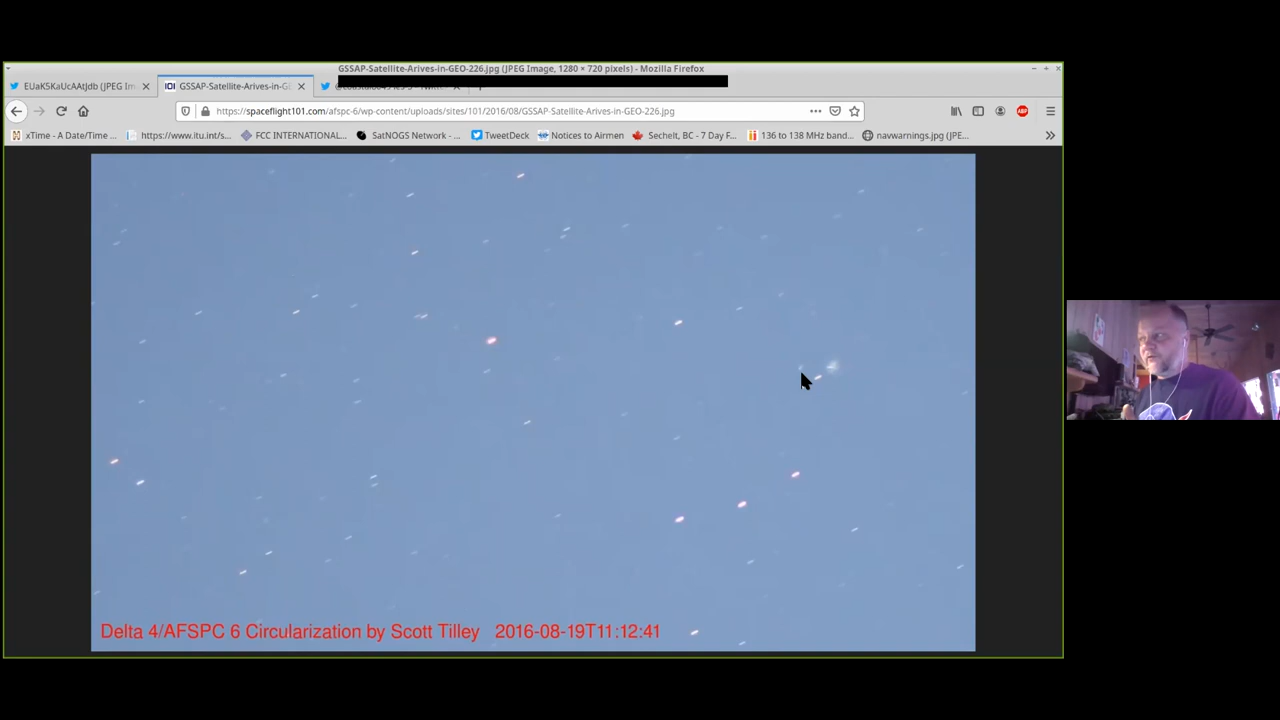 GSSAP-Satellite-Arives-in-GEO-226.jpg (JPEG Image, 1280 × 720 pixels) - Mozilla Firefox
EUaKSKaUcAAtJdb (JPEG Im
GSSAP-Satellite-Arives-in-GE
https://spaceflight101.com/afspc-6/wp-content/uploads/sites/101/2016/08/GSSAP-Satellite-Arives-in-GEO-226.jpg
xTime - A Date/Time ... https://www.itu.int/s... FCC INTERNATIONAL... SatNOGS Network - ... TweetDeck Notices to Airmen Sechelt, BC - 7 Day F... 136 to 138 MHz band... navwarnings.jpg (JPE...
Delta 4/AFSPC 6 Circularization by Scott Tilley 2016-08-19T11:12:41